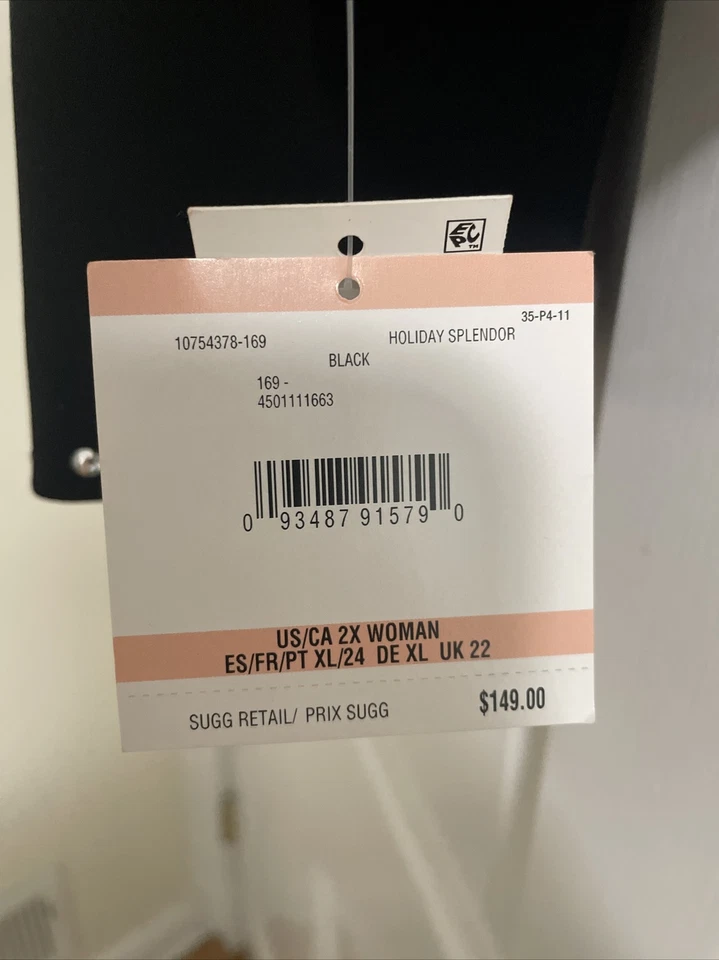 EPC TM
35-P4-11
10754378-169 HOLIDAY SPLENDOR
BLACK
169 -
4501111663
0 93487 91579 0
US/CA 2X WOMAN
ES/FR/PT XL/24 DE XL UK 22
SUGG RETAIL/ PRIX SUGG $149.00